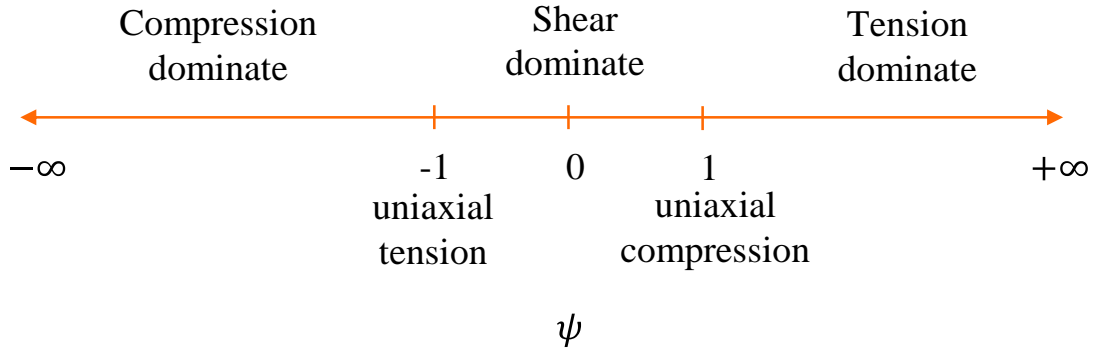 Compression
dominate
Shear
dominate
Tension
dominate
−∞
-1
0
1
+∞
uniaxial
tension
uniaxial
compression
ψ